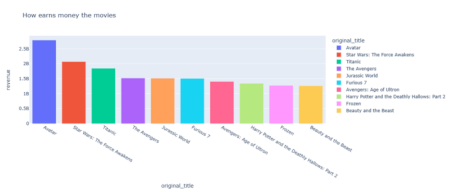 How earns money the movies
original_title
Avatar
Star Wars: The Force Awakens
Titanic
The Avengers
Jurassic World
Furious 7
Avengers: Age of Ultron
Harry Potter and the Deathly Hallows: Part 2
Frozen
Beauty and the Beast
revenue
2.5B
2B
1.5B
1B
0.5B
0
Avatar
Star Wars: The Force Awakens
Titanic
The Avengers
Jurassic World
Furious 7
Avengers: Age of Ultron
Harry Potter and the Deathly Hallows: Part 2
Frozen
Beauty and the Beast
original_title